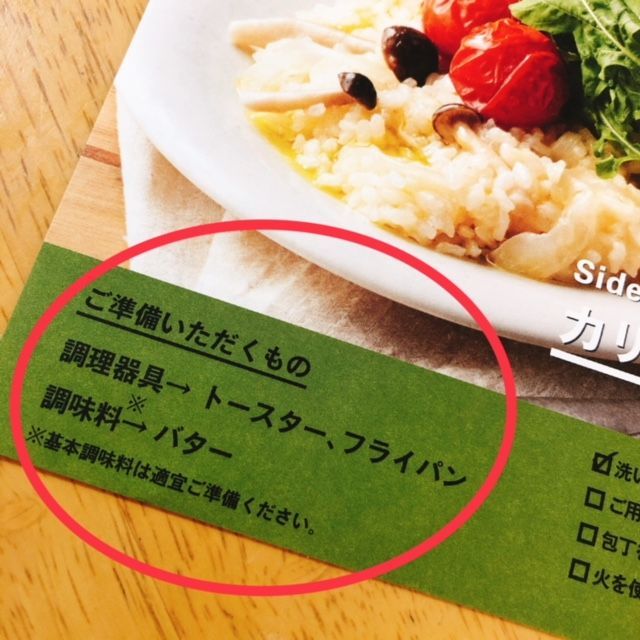 Side
カリ
ご準備いただくもの
調理器具→ トースター、フライパン
調味料※→ バター
※基本調味料は適宜ご準備ください。
☑洗い
□ご用
□包丁
□火を使